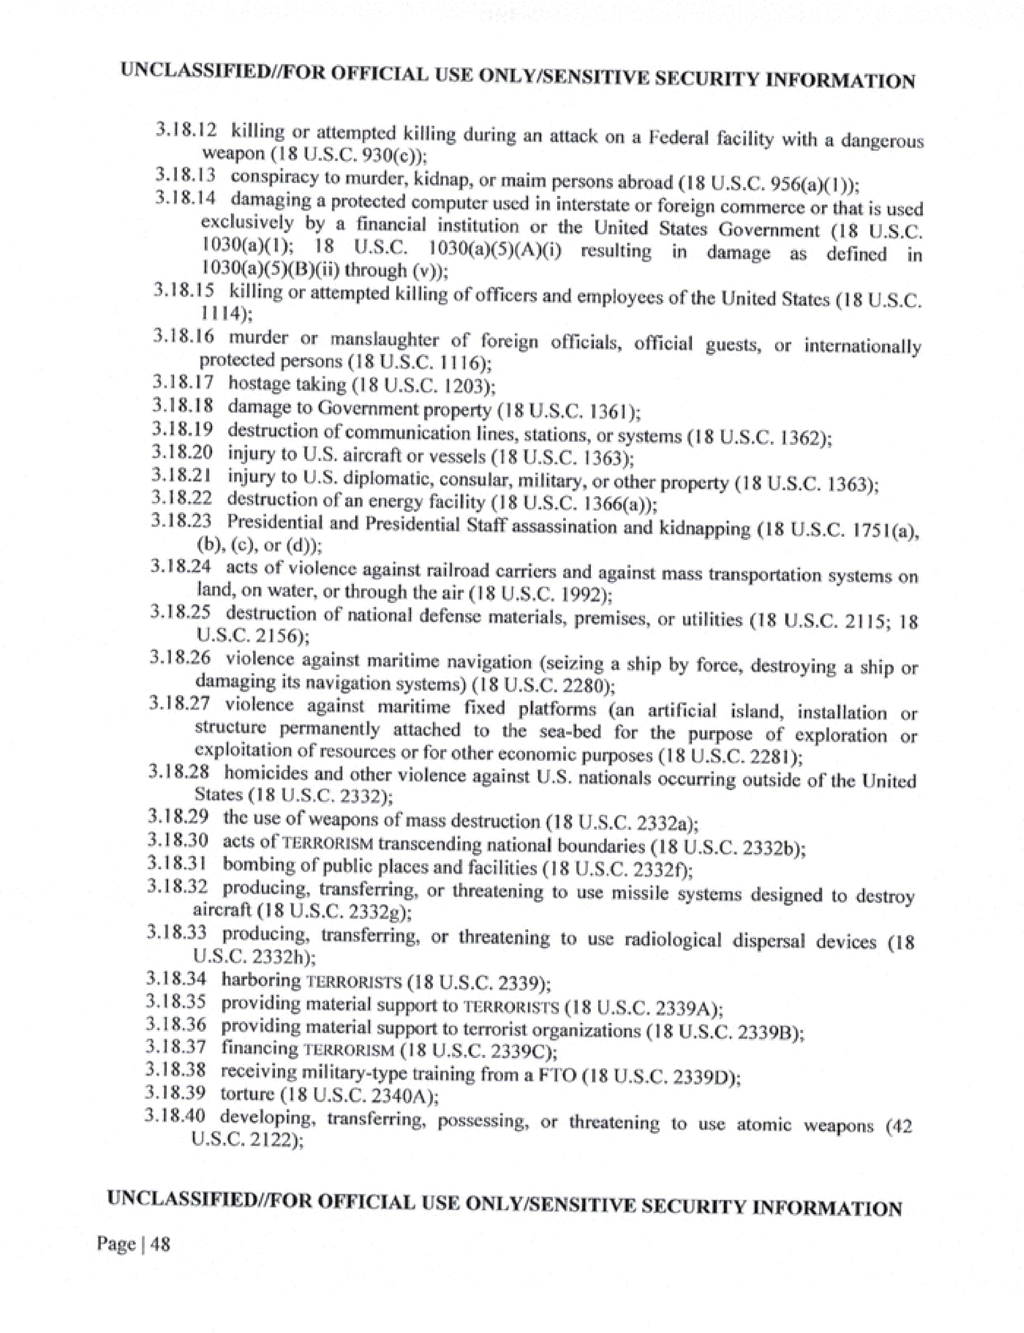 UNCLASSIFIED//FOR OFFICIAL USE ONLY/SENSITIVE SECURITY INFORMATION
3.18.12 killing or attempted killing during an attack on a Federal facility with a dangerous
weapon (18 U.S.C. 930(c));
3.18.13 conspiracy to murder, kidnap, or maim persons abroad (18 U.S.C. 956(a)(1));
3.18.14 damaging a protected computer used in interstate or foreign commerce or that is used
exclusively by a financial institution or the United States Government (18 U.S.C.
1030(a)(1); 18 U.S.C. 1030(a)(5)(A)(i) resulting in damage as defined in
1030(a)(5)(B)(ii) through (v));
3.18.15 killing or attempted killing of officers and employees of the United States (18 U.S.C.
1114);
3.18.16 murder or manslaughter of foreign officials, official guests, or internationally
protected persons (18 U.S.C. 1116);
3.18.17 hostage taking (18 U.S.C. 1203);
3.18.18 damage to Government property (18 U.S.C. 1361);
3.18.19 destruction of communication lines, stations, or systems (18 U.S.C. 1362);
3.18.20 injury to U.S. aircraft or vessels (18 U.S.C. 1363);
3.18.21 injury to U.S. diplomatic, consular, military, or other property (18 U.S.C. 1363);
3.18.22 destruction of an energy facility (18 U.S.C. 1366(a));
3.18.23 Presidential and Presidential Staff assassination and kidnapping (18 U.S.C. 1751(a),
(b), (c), or (d));
3.18.24 acts of violence against railroad carriers and against mass transportation systems on
land, on water, or through the air (18 U.S.C. 1992);
3.18.25 destruction of national defense materials, premises, or utilities (18 U.S.C. 2115; 18
U.S.C. 2156);
3.18.26 violence against maritime navigation (seizing a ship by force, destroying a ship or
damaging its navigation systems) (18 U.S.C. 2280);
3.18.27 violence against maritime fixed platforms (an artificial island, installation or
structure permanently attached to the sea-bed for the purpose of exploration or
exploitation of resources or for other economic purposes (18 U.S.C. 2281);
3.18.28 homicides and other violence against U.S. nationals occurring outside of the United
States (18 U.S.C. 2332);
3.18.29 the use of weapons of mass destruction (18 U.S.C. 2332a);
3.18.30 acts of TERRORISM transcending national boundaries (18 U.S.C. 2332b);
3.18.31 bombing of public places and facilities (18 U.S.C. 2332f);
3.18.32 producing, transferring, or threatening to use missile systems designed to destroy
aircraft (18 U.S.C. 2332g);
3.18.33 producing, transferring, or threatening to use radiological dispersal devices (18
U.S.C. 2332h);
3.18.34 harboring TERRORISTS (18 U.S.C. 2339);
3.18.35 providing material support to TERRORISTS (18 U.S.C. 2339A);
3.18.36 providing material support to terrorist organizations (18 U.S.C. 2339B);
3.18.37 financing TERRORISM (18 U.S.C. 2339C);
3.18.38 receiving military-type training from a FTO (18 U.S.C. 2339D);
3.18.39 torture (18 U.S.C. 2340A);
3.18.40 developing, transferring, possessing, or threatening to use atomic weapons (42
U.S.C. 2122);
UNCLASSIFIED//FOR OFFICIAL USE ONLY/SENSITIVE SECURITY INFORMATION
Page | 48